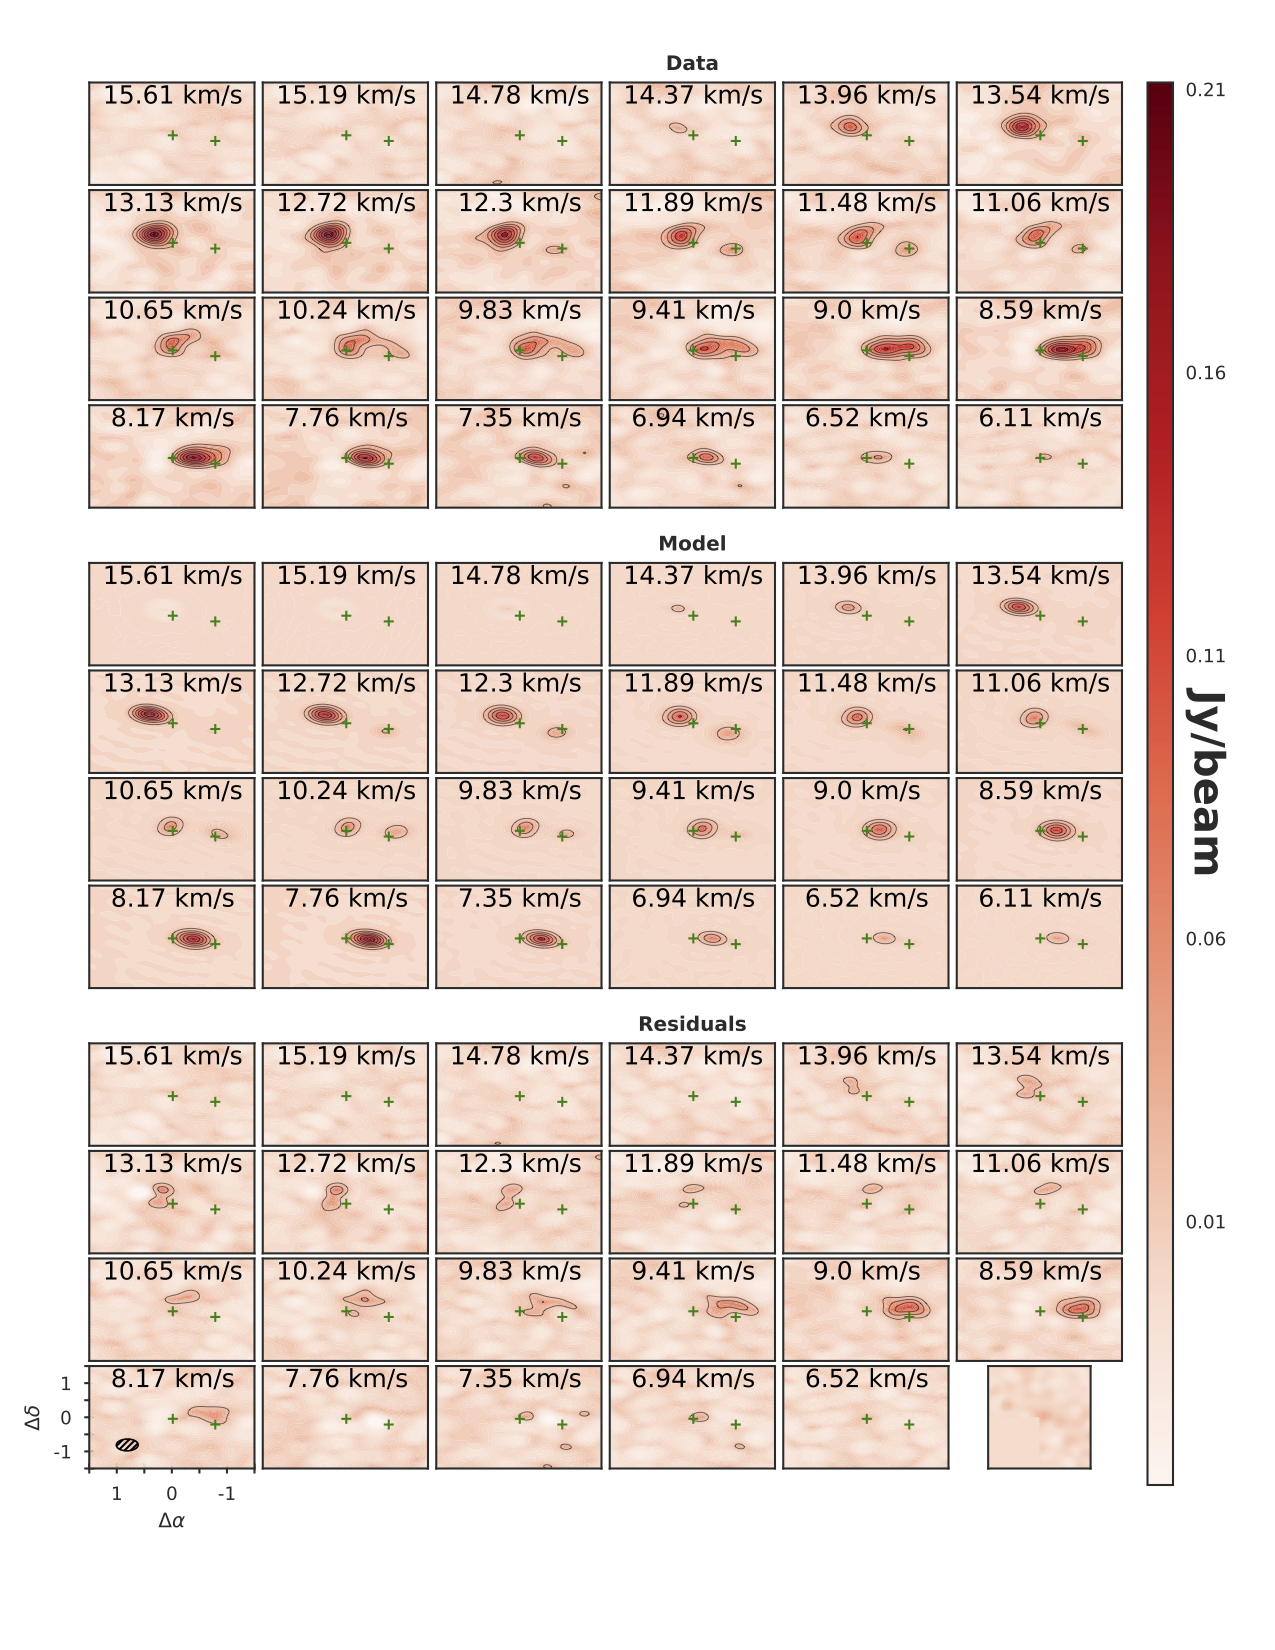 Data
0.21
15.61 km/s 15.19 km/s 14.78 km/s 14.37 km/s 13.96 km/s 13.54 km/s
13.13 km/s 12.72 km/s 12.3 km/s 11.89 km/s 11.48 km/s 11.06 km/s
10.65 km/s 10.24 km/s 9.83 km/s 9.41 km/s 9.0 km/s 8.59 km/s
0.16
8.17 km/s 7.76 km/s 7.35 km/s 6.94 km/s 6.52 km/s 6.11 km/s
Model
15.61 km/s 15.19 km/s 14.78 km/s 14.37 km/s 13.96 km/s 13.54 km/s
0.11
13.13 km/s 12.72 km/s 12.3 km/s 11.89 km/s 11.48 km/s 11.06 km/s
Jy/beam
10.65 km/s 10.24 km/s 9.83 km/s 9.41 km/s 9.0 km/s 8.59 km/s
8.17 km/s 7.76 km/s 7.35 km/s 6.94 km/s 6.52 km/s 6.11 km/s
0.06
Residuals
15.61 km/s 15.19 km/s 14.78 km/s 14.37 km/s 13.96 km/s 13.54 km/s
13.13 km/s 12.72 km/s 12.3 km/s 11.89 km/s 11.48 km/s 11.06 km/s
0.01
10.65 km/s 10.24 km/s 9.83 km/s 9.41 km/s 9.0 km/s 8.59 km/s
8.17 km/s 7.76 km/s 7.35 km/s 6.94 km/s 6.52 km/s
1
0
-1
Δδ
1 0 -1
Δα